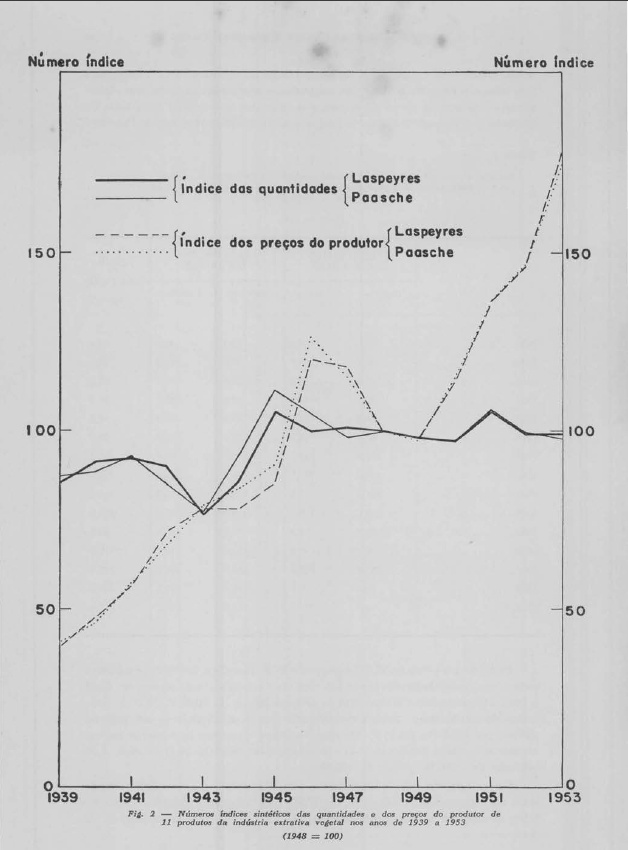 Número índice Número índice
Índice das quantidades Laspeyres
Paasche
Índice dos preços do produtor Laspeyres
Paasche
150 150
100 100
50 50
0 0
1939 1941 1943 1945 1947 1949 1951 1953
Fig. 2 — Números índices sintéticos das quantidades e dos preços do produtor de
11 produtos da indústria extrativa vegetal nos anos de 1939 a 1953
(1948 = 100)